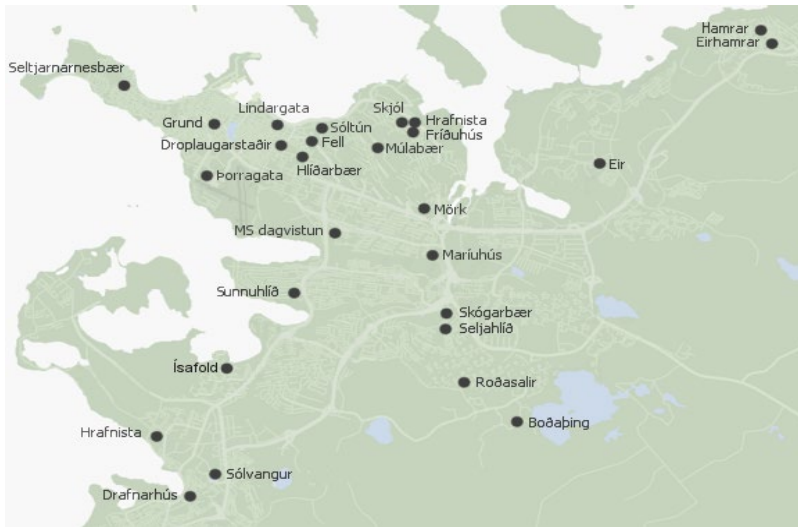 Hamrar
Eirhamrar
Seltjarnarnesbær
Lindargata
Skjól
Grund
Hrafnista
Sóltún
Fríðuhús
Droplaugarstaðir
Fell
Múlabær
Hlíðarbær
Eir
Þorragata
Mörk
MS dagvistun
Maríuhús
Sunnuhlíð
Skógarbær
Seljahlíð
Ísafold
Roðasalir
Boðaþing
Hrafnista
Sólvangur
Drafnarhús